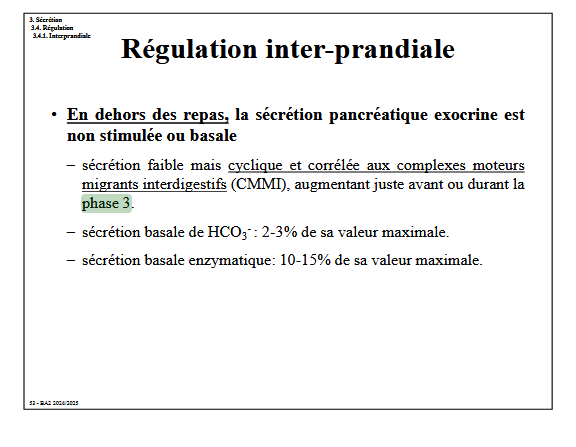 3. Sécrétion
3.4. Régulation
3.4.1. Interprandiale
Régulation inter-prandiale
• En dehors des repas, la sécrétion pancréatique exocrine est
non stimulée ou basale
– sécrétion faible mais cyclique et corrélée aux complexes moteurs
migrants interdigestifs (CMMI), augmentant juste avant ou durant la
phase 3.
– sécrétion basale de HCO₃⁻ : 2-3% de sa valeur maximale.
– sécrétion basale enzymatique: 10-15% de sa valeur maximale.
53 - BA2 2024/2025